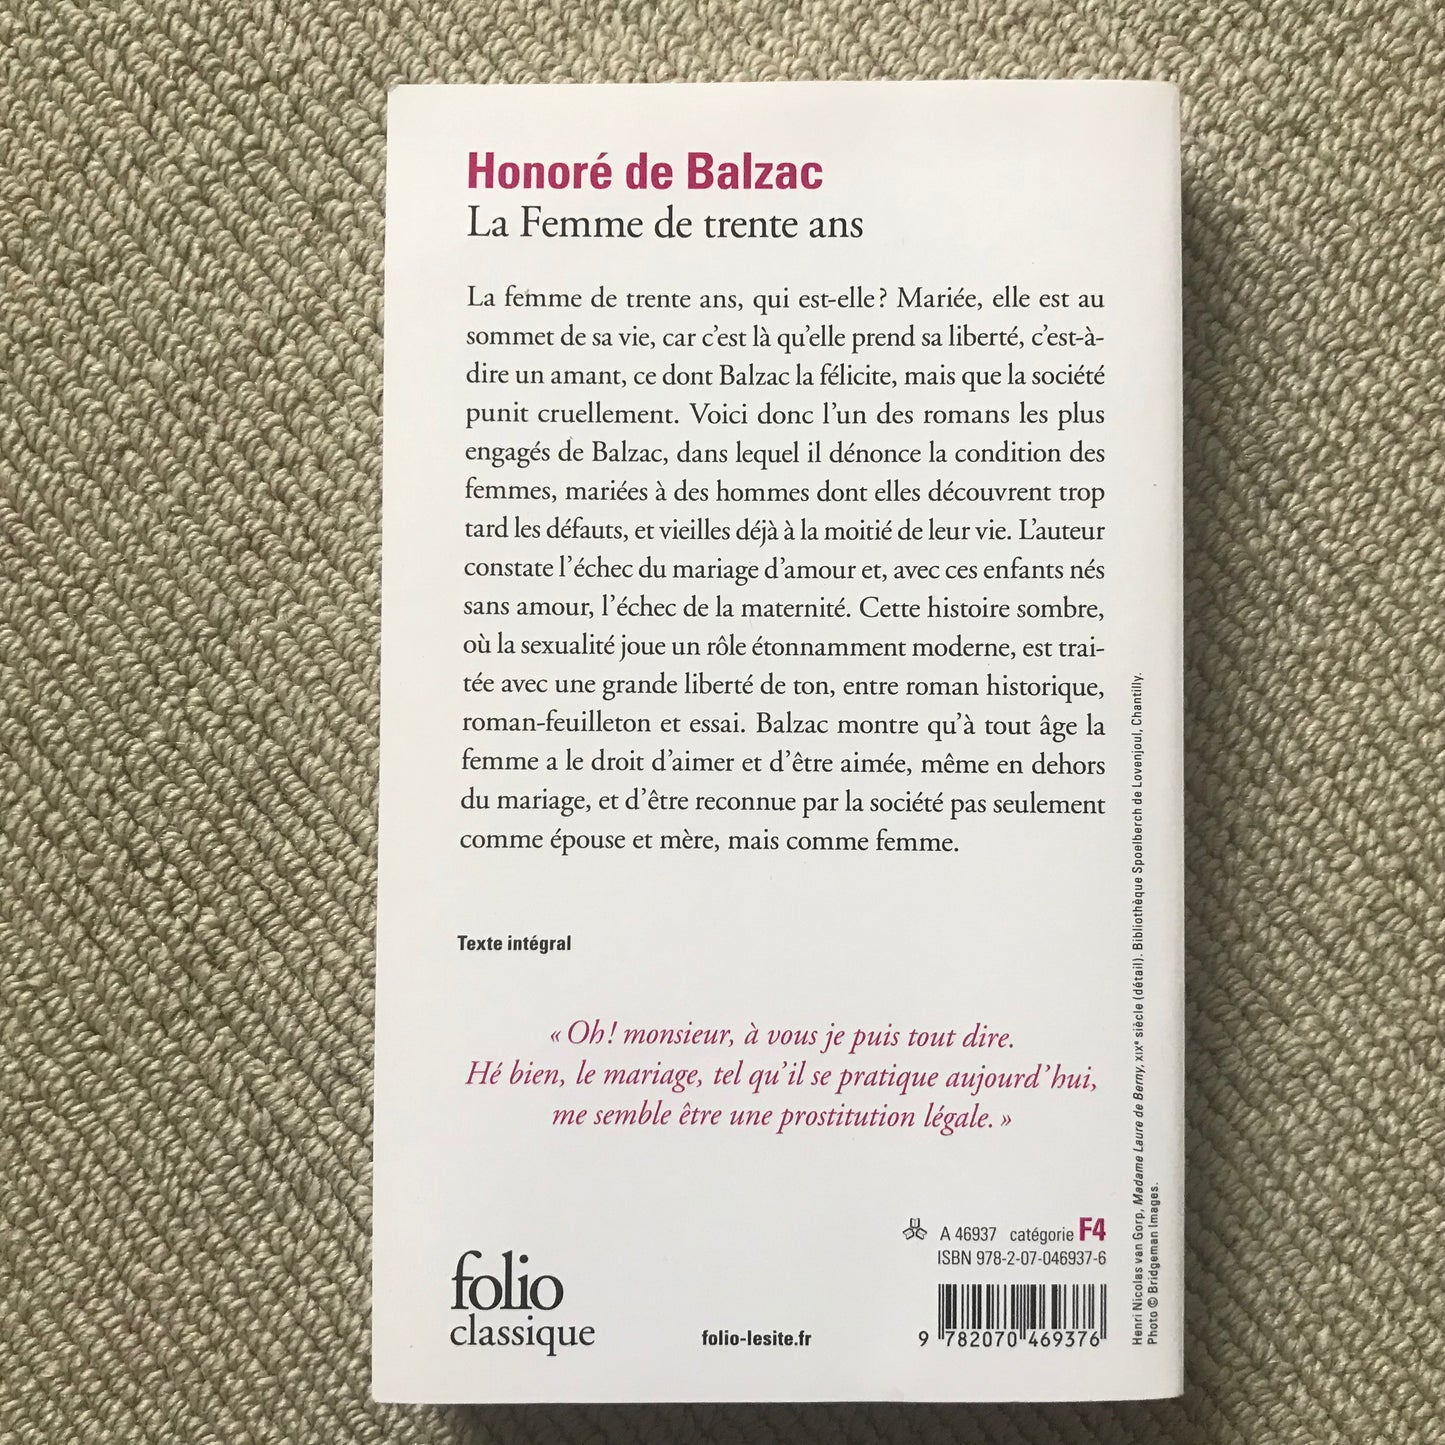 Honoré de Balzac
La Femme de trente ans
La femme de trente ans, qui est-elle ? Mariée, elle est au
sommet de sa vie, car c'est là qu'elle prend sa liberté, c'est-à-
dire un amant, ce dont Balzac la félicite, mais que la société
punit cruellement. Voici donc l'un des romans les plus
engagés de Balzac, dans lequel il dénonce la condition des
femmes, mariées à des hommes dont elles découvrent trop
tard les défauts, et vieilles déjà à la moitié de leur vie. L'auteur
constate l'échec du mariage d'amour et, avec ces enfants nés
sans amour, l'échec de la maternité. Cette histoire sombre,
où la sexualité joue un rôle étonnamment moderne, est trai-
tée avec une grande liberté de ton, entre roman historique,
roman-feuilleton et essai. Balzac montre qu'à tout âge la
femme a le droit d'aimer et d'être aimée, même en dehors
du mariage, et d'être reconnue par la société pas seulement
comme épouse et mère, mais comme femme.
Texte intégral
« Oh ! monsieur, à vous je puis tout dire.
Hé bien, le mariage, tel qu'il se pratique aujourd'hui,
me semble être une prostitution légale. »
A 46937 catégorie F4
ISBN 978-2-07-046937-6
folio
classique
folio-lesite.fr
9 782070 469376
Henri Nicolas van Gorp, Madame Laure de Berny, XIXe siècle (détail). Bibliothèque Spoelberch de Lovenjoul, Chantilly.
Photo © Bridgeman Images.